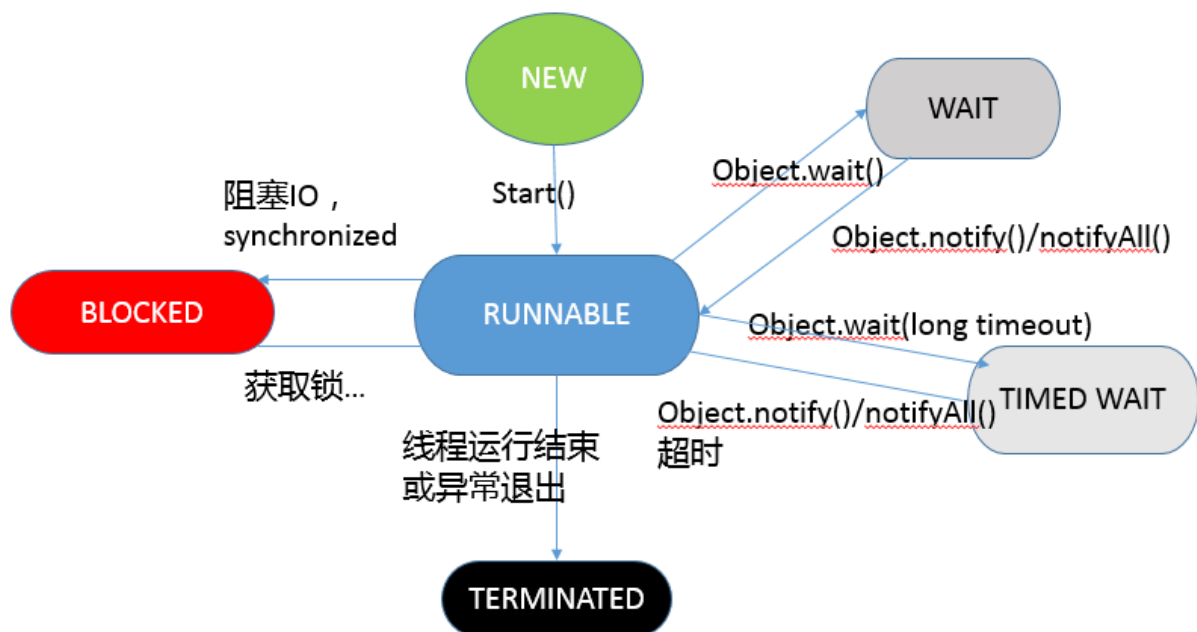 NEW
WAIT
Object.wait()
Start()
阻塞IO，
synchronized
Object.notify()/notifyAll()
BLOCKED
RUNNABLE
Object.wait(long timeout)
获取锁...
TIMED WAIT
Object.notify()/notifyAll()
超时
线程运行结束
或异常退出
TERMINATED